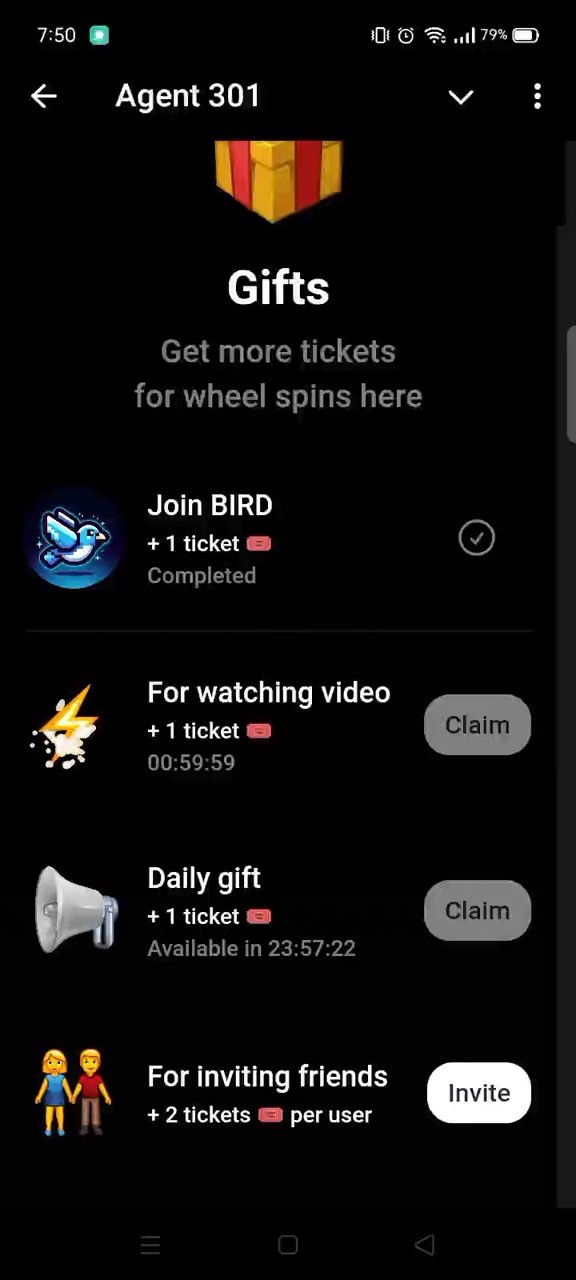 7:50
79%
Agent 301
Gifts
Get more tickets
for wheel spins here
Join BIRD
+ 1 ticket
Completed
For watching video
+ 1 ticket
00:59:59
Claim
Daily gift
+ 1 ticket
Available in 23:57:22
Claim
For inviting friends
+ 2 tickets per user
Invite